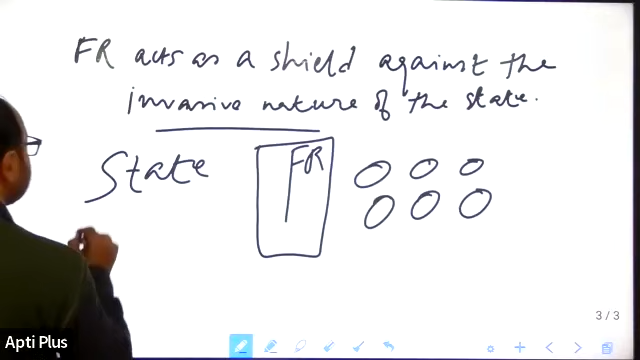 FR acts as a shield against the
invasive nature of the state.
State
FR
3 / 3
Apti Plus